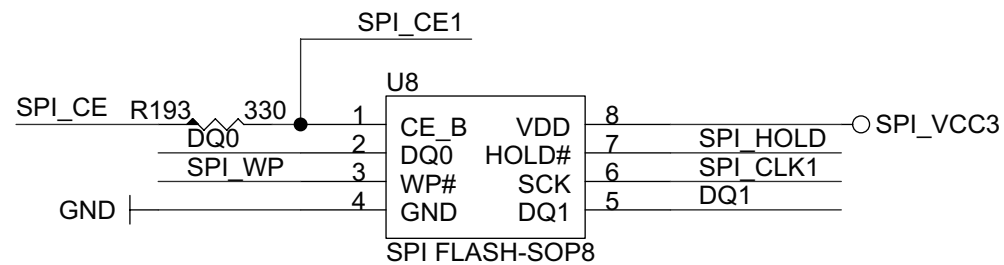 SPI_CE1
U8
SPI_CE R193 330 1 CE_B VDD 8 SPI_VCC3
DQ0 2 DQ0 HOLD# 7 SPI_HOLD
SPI_WP 3 WP# SCK 6 SPI_CLK1
GND 4 GND DQ1 5 DQ1
SPI FLASH-SOP8